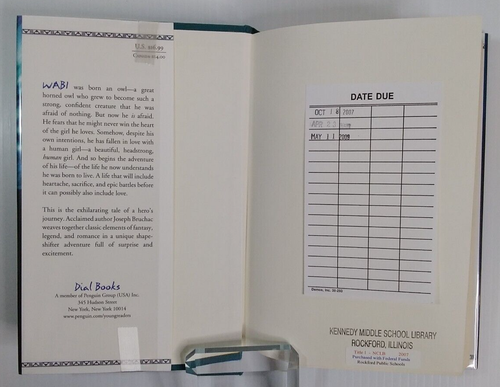 U.S. $16.99
WABI was born an owl—a great
horned owl who grew to become such a
strong, confident creature that he was
afraid of nothing. But now he is afraid.
He fears that he might never win the heart
of the girl he loves. Somehow, despite his
own intentions, he has fallen in love with
a human girl—a beautiful, headstrong,
human girl. And so begins the adventure
of his life—of the life he now understands
he was born to live. A life that will include
heartache, sacrifice, and epic battles before
it can possibly also include love.
This is the exhilarating tale of a hero's
journey. Acclaimed author Joseph Bruchac
weaves together classic elements of fantasy,
legend, and romance in a unique shape-
shifter adventure full of surprise and
excitement.
Dial Books
A member of Penguin Group (USA) Inc.
345 Hudson Street
New York, New York 10014
www.penguin.com/youngreaders
DATE DUE
OCT 1 2007
APR
MAY 11 2009
Demco, Inc.
KENNEDY MIDDLE SCHOOL LIBRARY
ROCKFORD, ILLINOIS
Title I - NCLB 2007
Purchased with Federal Funds
Rockford Public Schools